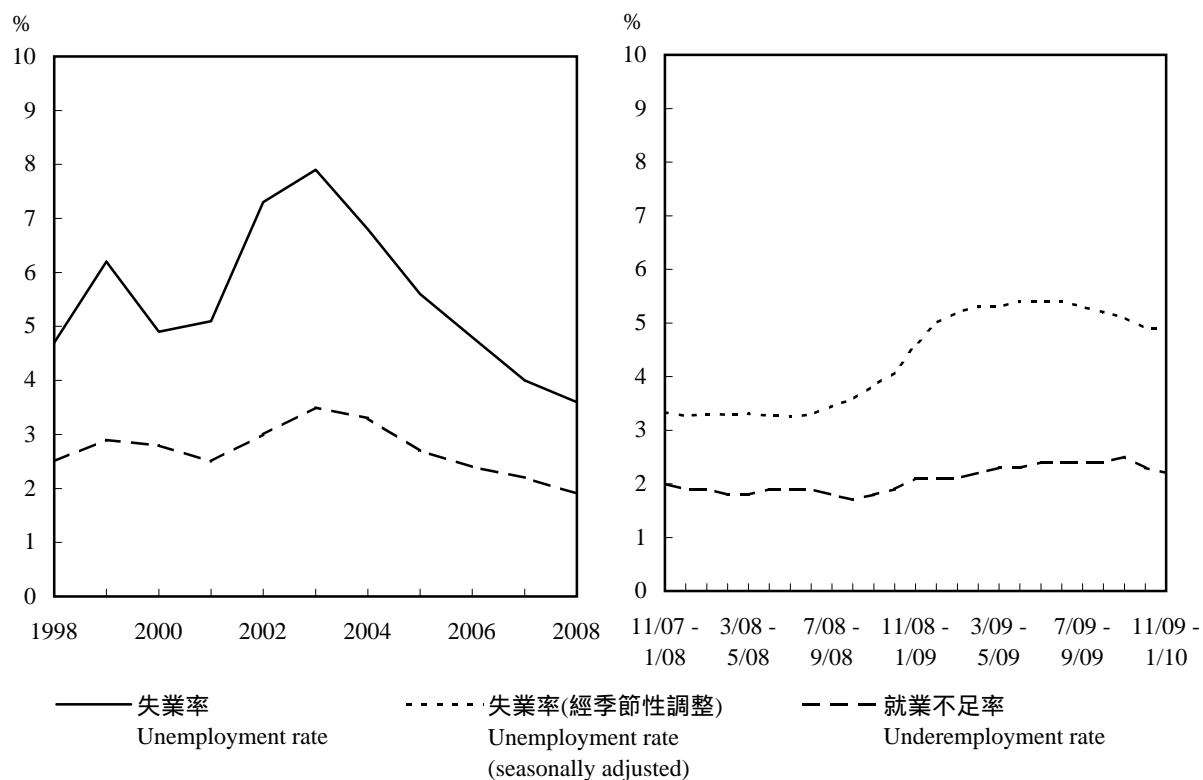 %
10
9
8
7
6
5
4
3
2
1
0
1998 2000 2002 2004 2006 2008
%
10
9
8
7
6
5
4
3
2
1
0
11/07 - 3/08 - 7/08 - 11/08 - 3/09 - 7/09 - 11/09 -
1/08 5/08 9/08 1/09 5/09 9/09 1/10
失業率
Unemployment rate
失業率(經季節性調整)
Unemployment rate
(seasonally adjusted)
就業不足率
Underemployment rate